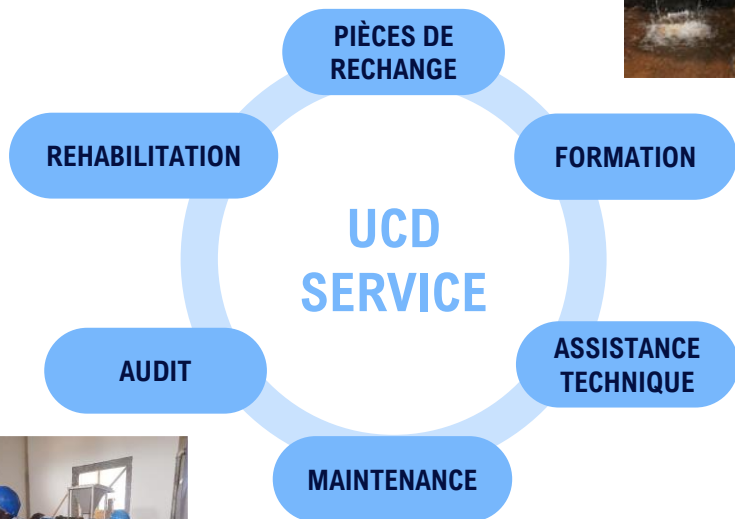 PIÈCES DE
RECHANGE
REHABILITATION
FORMATION
UCD
SERVICE
AUDIT
ASSISTANCE
TECHNIQUE
MAINTENANCE